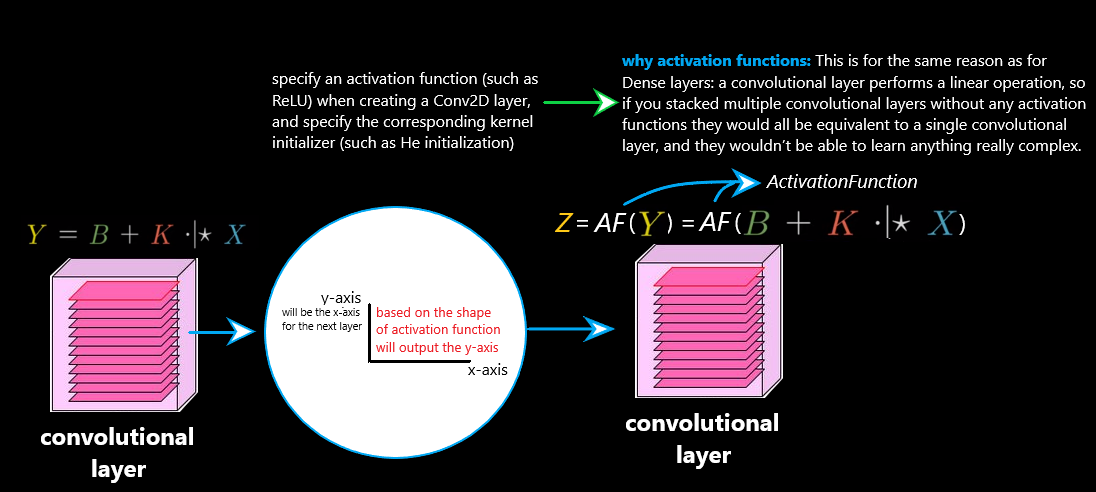 specify an activation function (such as
ReLU) when creating a Conv2D layer,
and specify the corresponding kernel
initializer (such as He initialization)
why activation functions: This is for the same reason as for
Dense layers: a convolutional layer performs a linear operation, so
if you stacked multiple convolutional layers without any activation
functions they would all be equivalent to a single convolutional
layer, and they wouldn't be able to learn anything really complex.
ActivationFunction
Y = B + K ·|⋆ X
Z = AF(Y) = AF(B + K ·|⋆ X)
y-axis
will be the x-axis
for the next layer
based on the shape
of activation function
will output the y-axis
x-axis
convolutional
layer
convolutional
layer